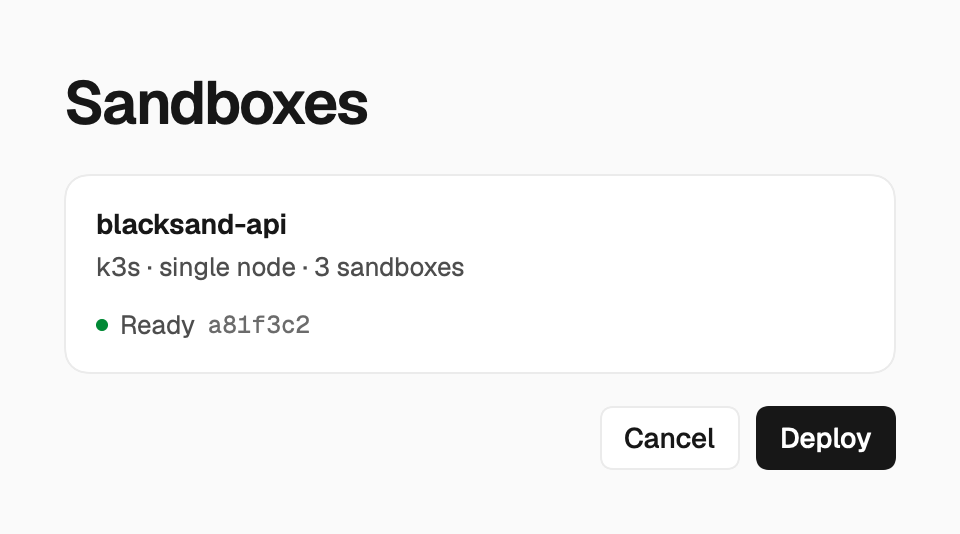 Sandboxes
blacksand-api
k3s · single node · 3 sandboxes
Ready a81f3c2
Cancel Deploy